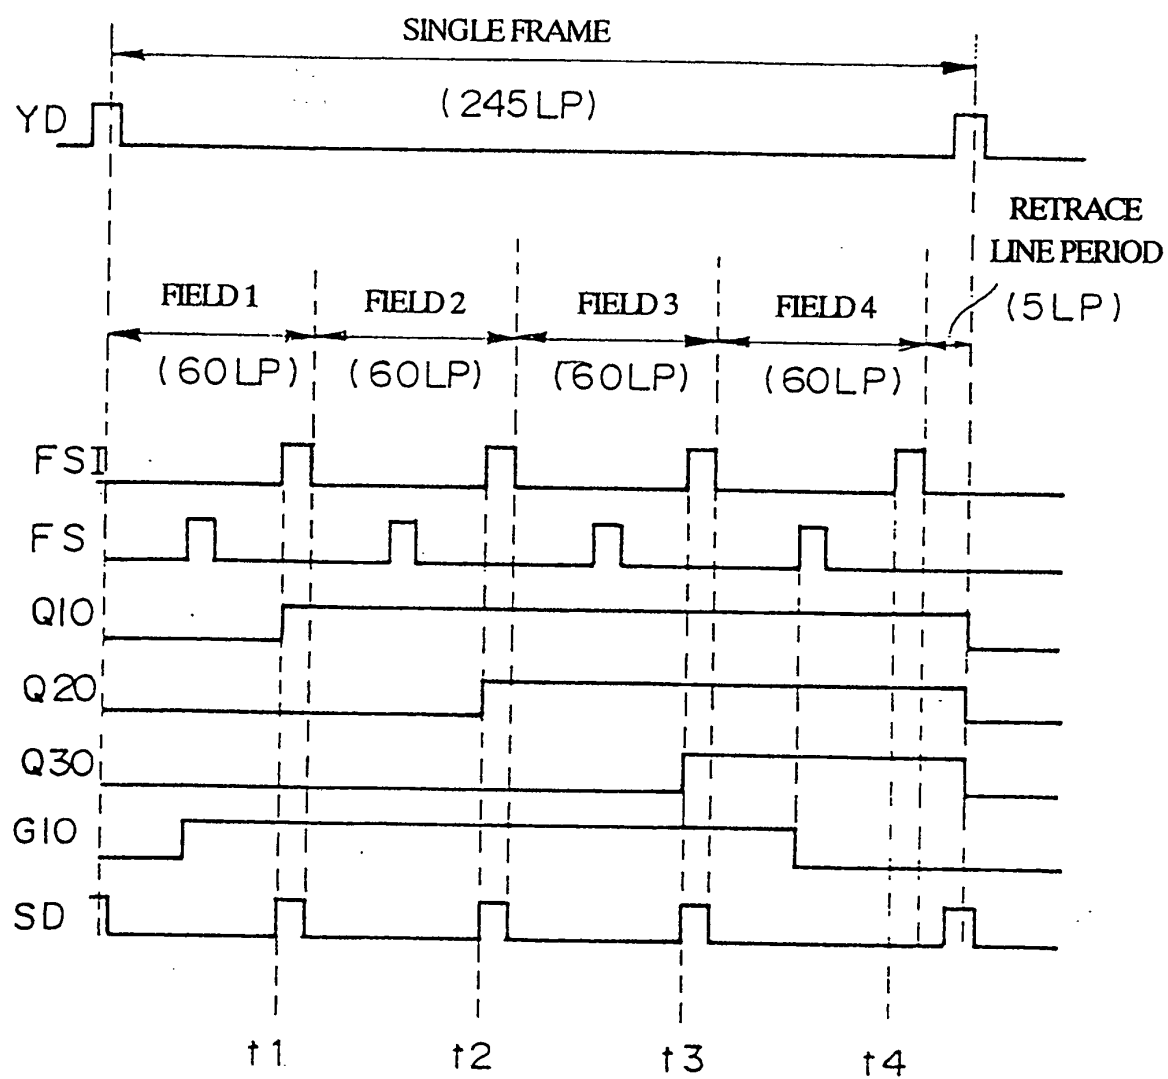 SINGLE FRAME
(245LP)
YD
RETRACE
LINE PERIOD
(5LP)
FIELD 1
FIELD 2
FIELD 3
FIELD 4
(60LP)
(60LP)
(60LP)
(60LP)
FSI
FS
Q10
Q20
Q30
G10
SD
t1
t2
t3
t4